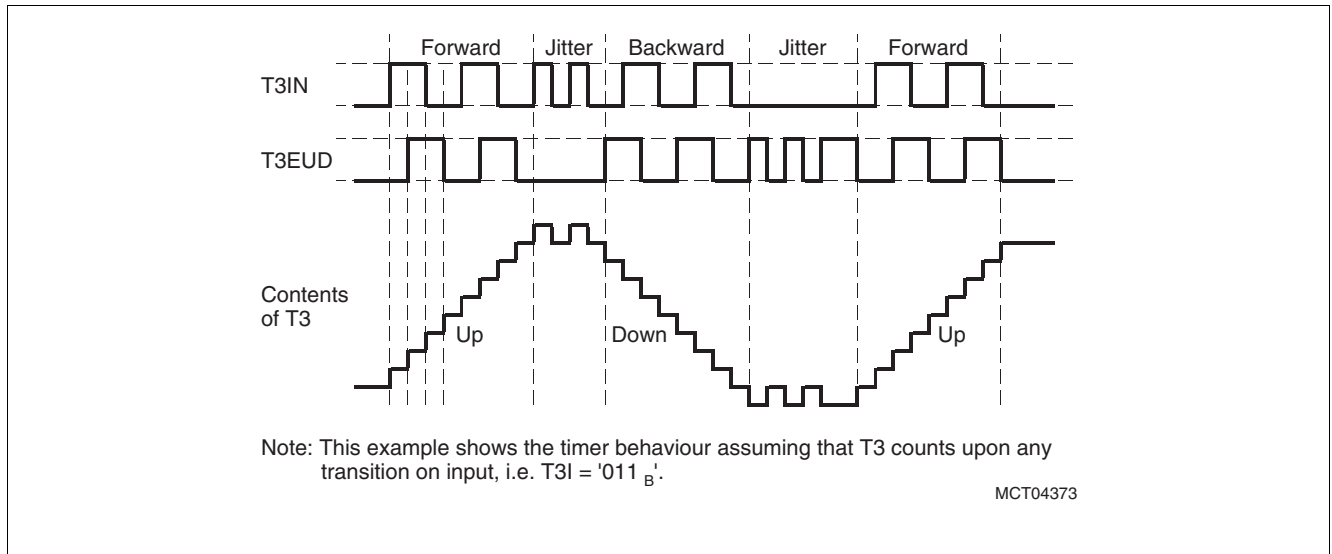 Forward Jitter Backward Jitter Forward
T3IN
T3EUD
Contents
of T3
Up Down Up
Note: This example shows the timer behaviour assuming that T3 counts upon any
transition on input, i.e. T3I = '011 B'.
MCT04373